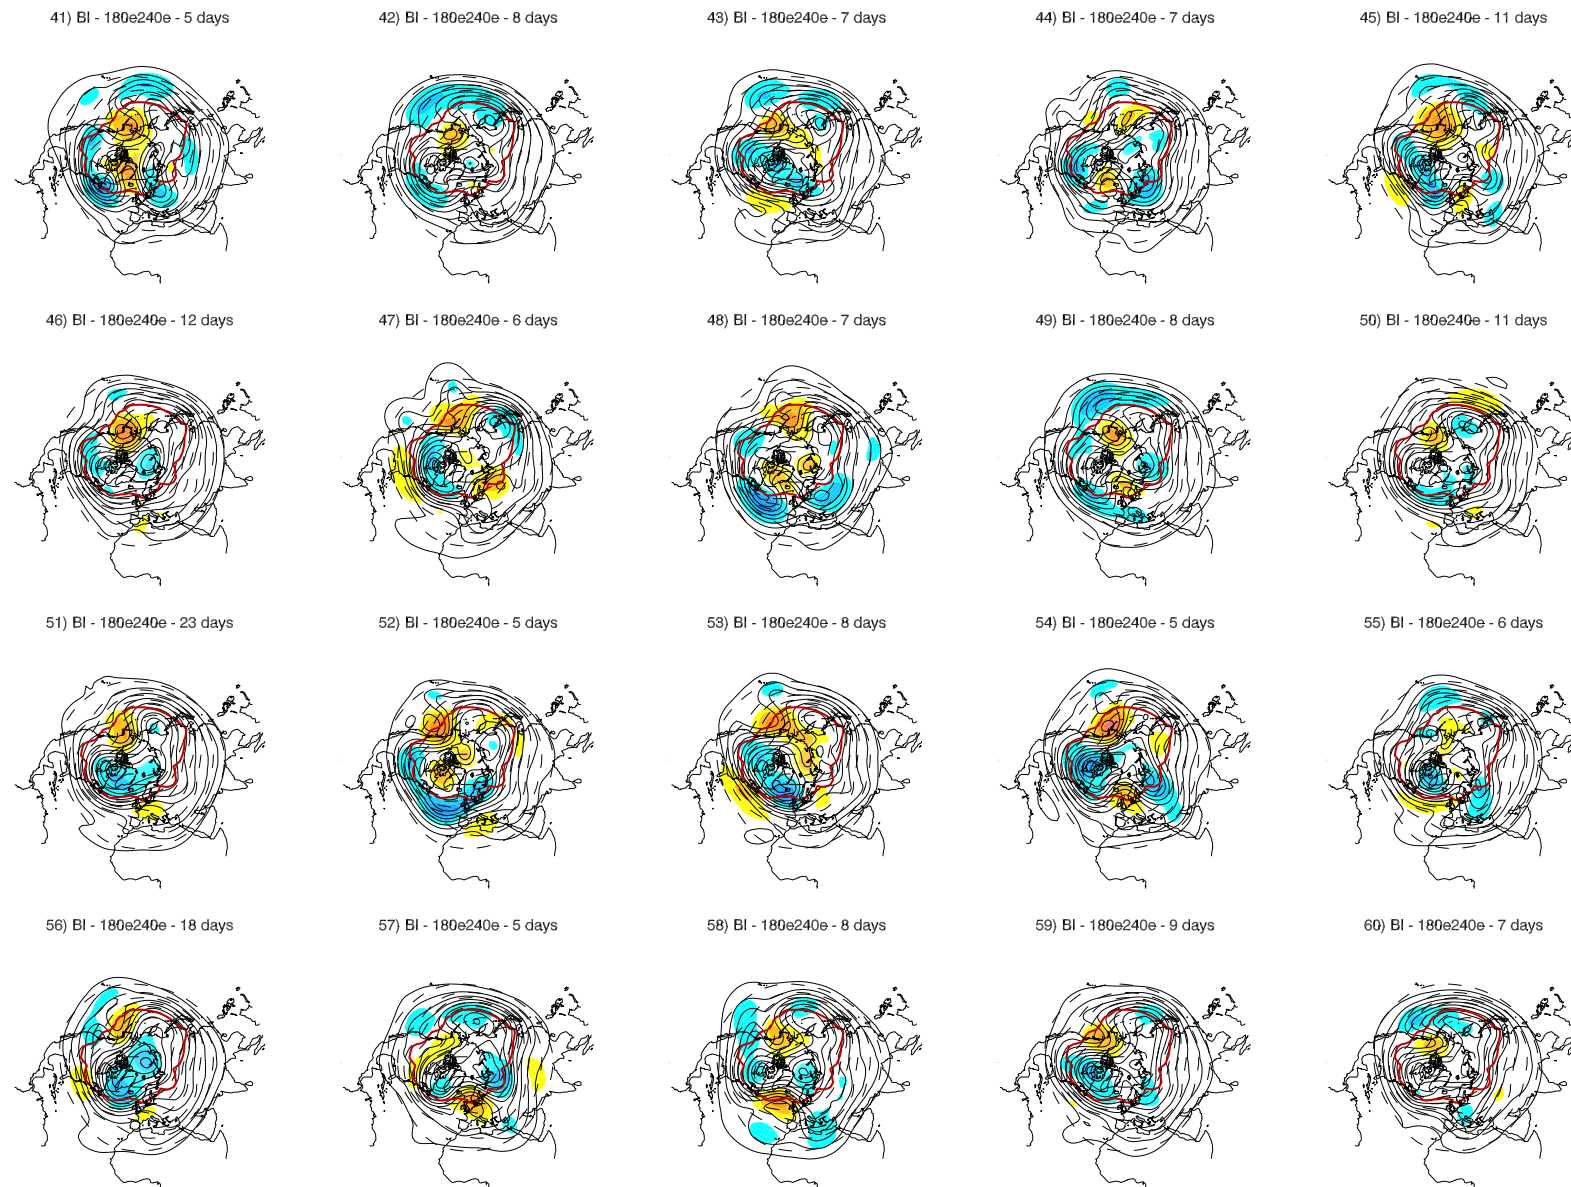 41) BI - 180e240e - 5 days
42) BI - 180e240e - 8 days
43) BI - 180e240e - 7 days
44) BI - 180e240e - 7 days
45) BI - 180e240e - 11 days
46) BI - 180e240e - 12 days
47) BI - 180e240e - 6 days
48) BI - 180e240e - 7 days
49) BI - 180e240e - 8 days
50) BI - 180e240e - 11 days
51) BI - 180e240e - 23 days
52) BI - 180e240e - 5 days
53) BI - 180e240e - 8 days
54) BI - 180e240e - 5 days
55) BI - 180e240e - 6 days
56) BI - 180e240e - 18 days
57) BI - 180e240e - 5 days
58) BI - 180e240e - 8 days
59) BI - 180e240e - 9 days
60) BI - 180e240e - 7 days